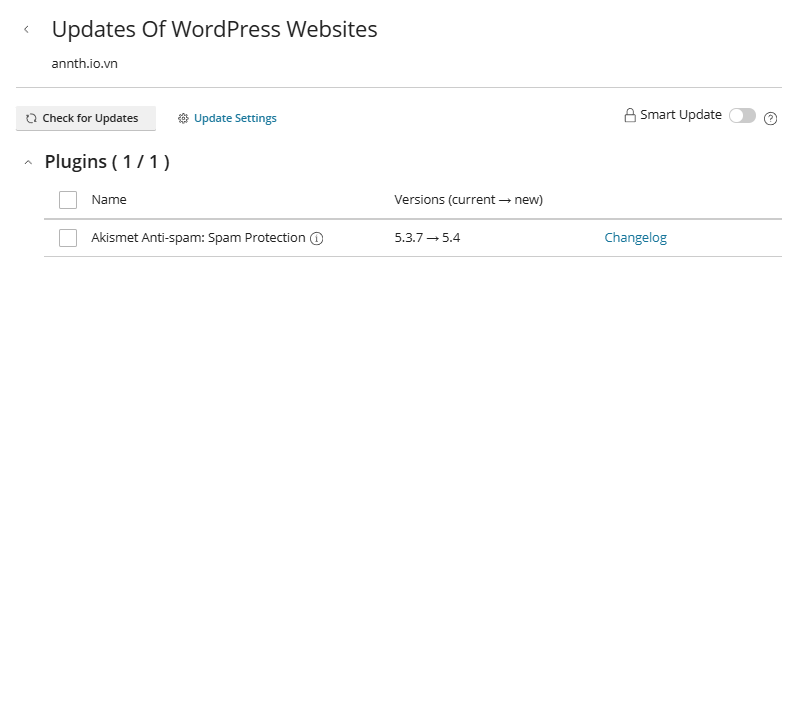 Updates Of WordPress Websites
annth.io.vn
Check for Updates
Update Settings
Smart Update
Plugins ( 1 / 1 )
Name Versions (current → new)
Akismet Anti-spam: Spam Protection 5.3.7 → 5.4 Changelog